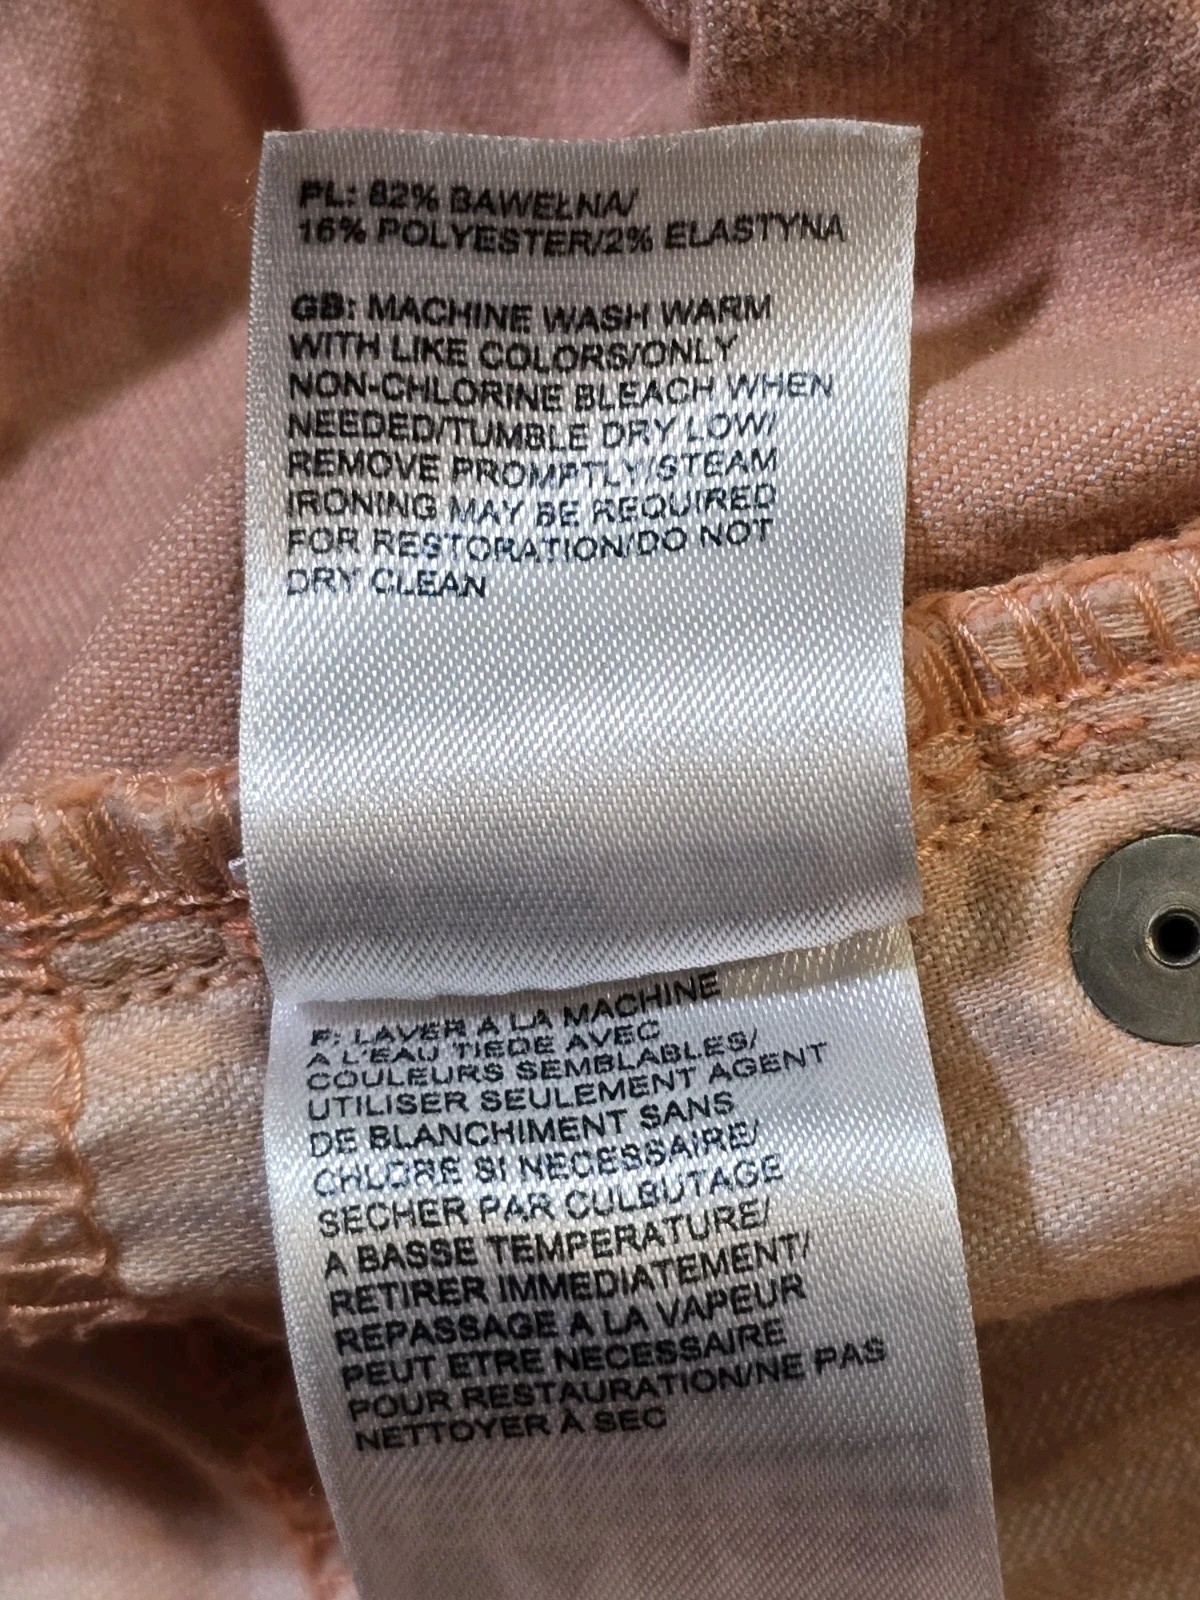 PL: 82% BAWEŁNA/
16% POLYESTER/2% ELASTYNA
GB: MACHINE WASH WARM
WITH LIKE COLORS/ONLY
NON-CHLORINE BLEACH WHEN
NEEDED/TUMBLE DRY LOW/
REMOVE PROMPTLY/STEAM
IRONING MAY BE REQUIRED
FOR RESTORATION/DO NOT
DRY CLEAN
F: LAVER A LA MACHINE
A L'EAU TIEDE AVEC
COULEURS SEMBLABLES/
UTILISER SEULEMENT AGENT
DE BLANCHIMENT SANS
CHLORE SI NECESSAIRE/
SECHER PAR CULBUTAGE
A BASSE TEMPERATURE/
RETIRER IMMEDIATEMENT/
REPASSAGE A LA VAPEUR
PEUT ETRE NECESSAIRE
POUR RESTAURATION/NE PAS
NETTOYER À SEC